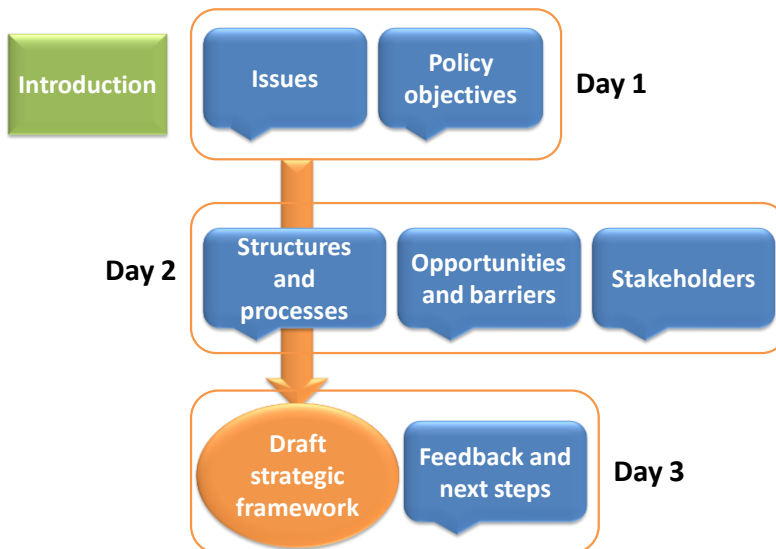 Introduction
Issues
Policy
objectives
Day 1
Day 2
Structures
and
processes
Opportunities
and barriers
Stakeholders
Draft
strategic
framework
Feedback and
next steps
Day 3